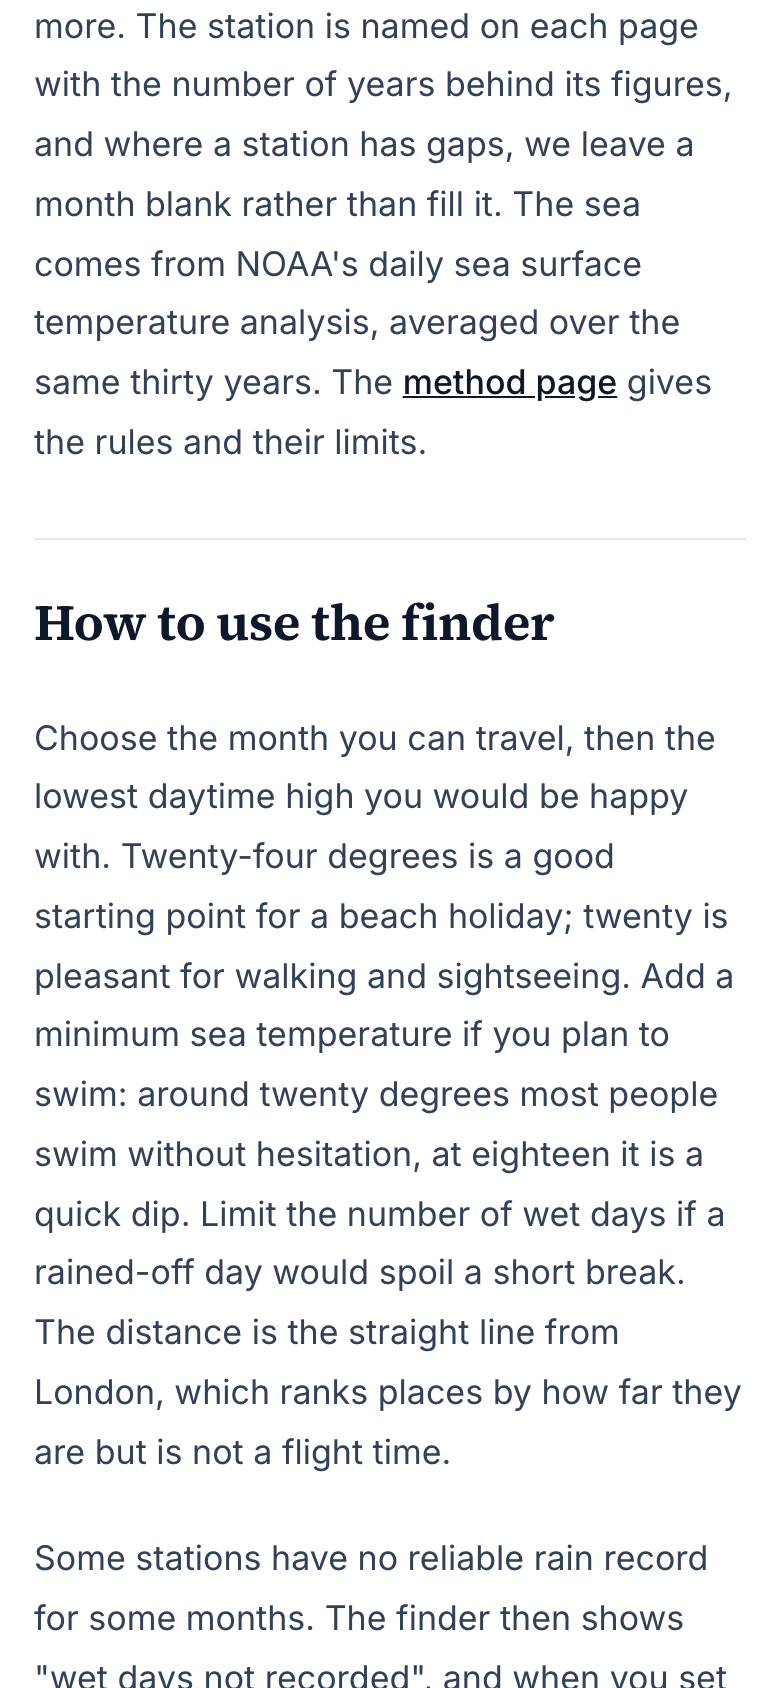 more. The station is named on each page
with the number of years behind its figures,
and where a station has gaps, we leave a
month blank rather than fill it. The sea
comes from NOAA's daily sea surface
temperature analysis, averaged over the
same thirty years. The method page gives
the rules and their limits.
How to use the finder
Choose the month you can travel, then the
lowest daytime high you would be happy
with. Twenty-four degrees is a good
starting point for a beach holiday; twenty is
pleasant for walking and sightseeing. Add a
minimum sea temperature if you plan to
swim: around twenty degrees most people
swim without hesitation, at eighteen it is a
quick dip. Limit the number of wet days if a
rained-off day would spoil a short break.
The distance is the straight line from
London, which ranks places by how far they
are but is not a flight time.
Some stations have no reliable rain record
for some months. The finder then shows
"wet days not recorded", and when you set